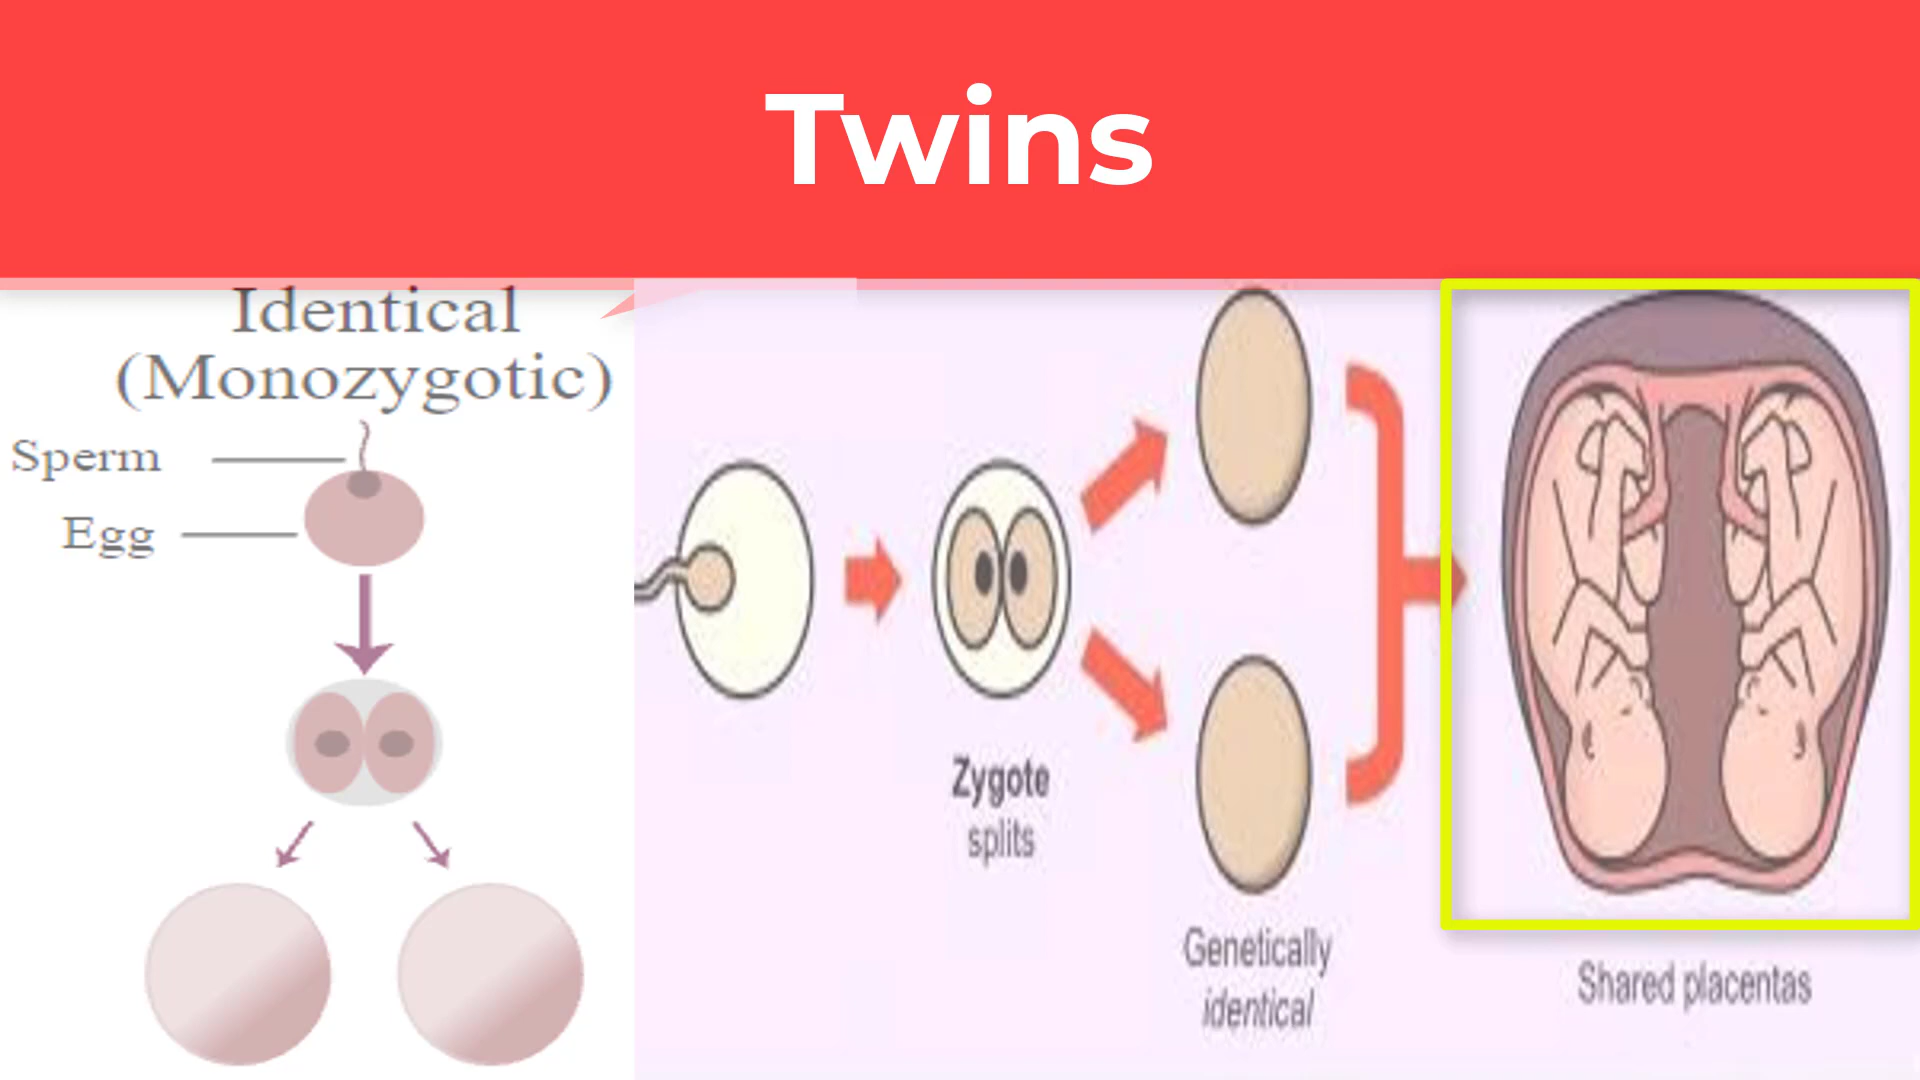 Twins
Identical
(Monozygotic)
Sperm
Egg
Zygote
splits
Genetically
identical
Shared placentas